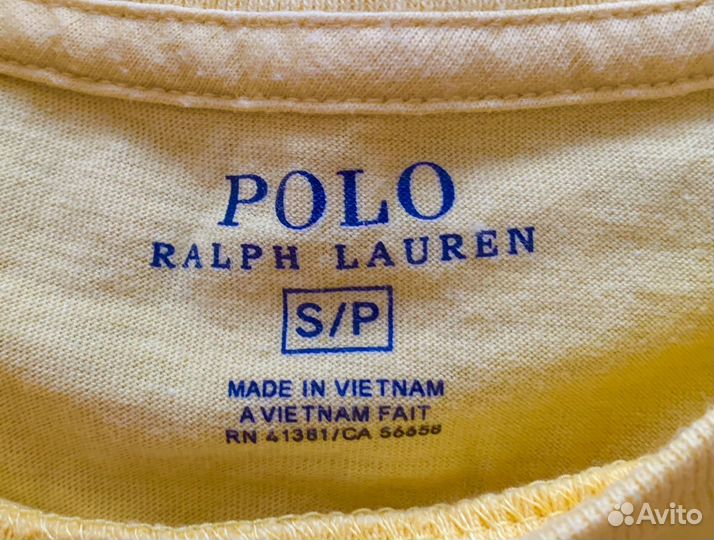 POLO
RALPH LAUREN
S/P
MADE IN VIETNAM
A VIETNAM FAIT
RN 41381/CA 56658
Avito